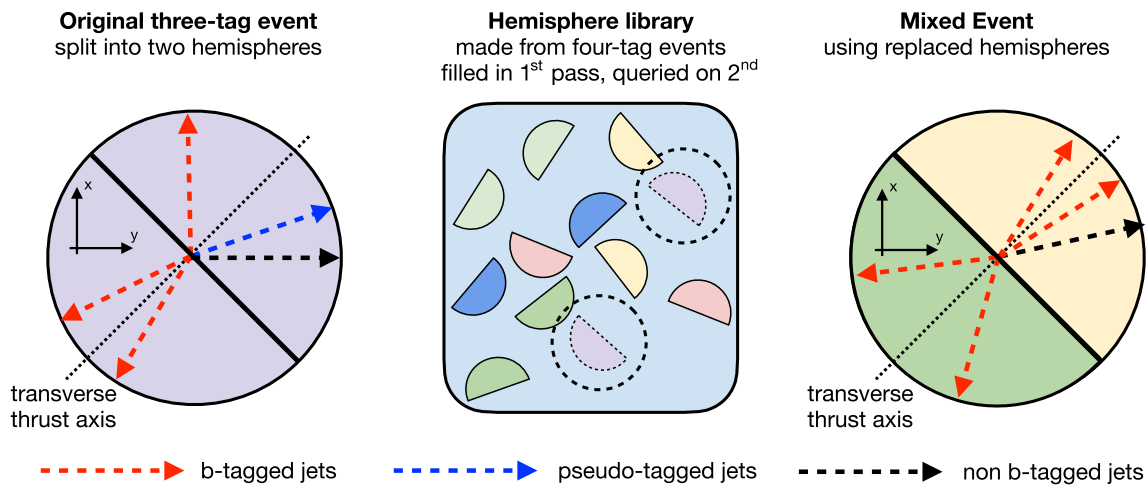 Original three-tag event
split into two hemispheres
Hemisphere library
made from four-tag events
filled in 1st pass, queried on 2nd
Mixed Event
using replaced hemispheres
x
y
transverse
thrust axis
x
y
transverse
thrust axis
b-tagged jets
pseudo-tagged jets
non b-tagged jets